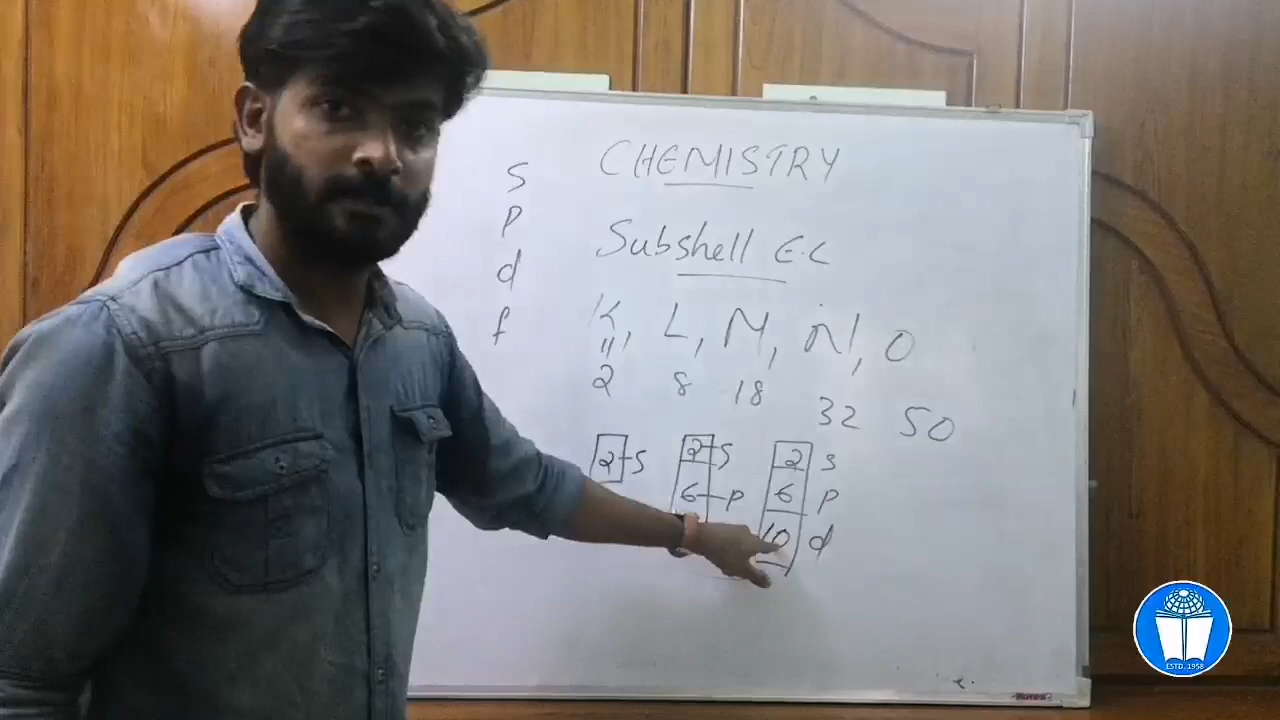 CHEMISTRY
Subshell E.C
s
p
d
f
K, L, M, N, O
"
2 8 18 32 50
2 s
2 s
6 p
2 s
6 p
10 d
ESTD. 1958